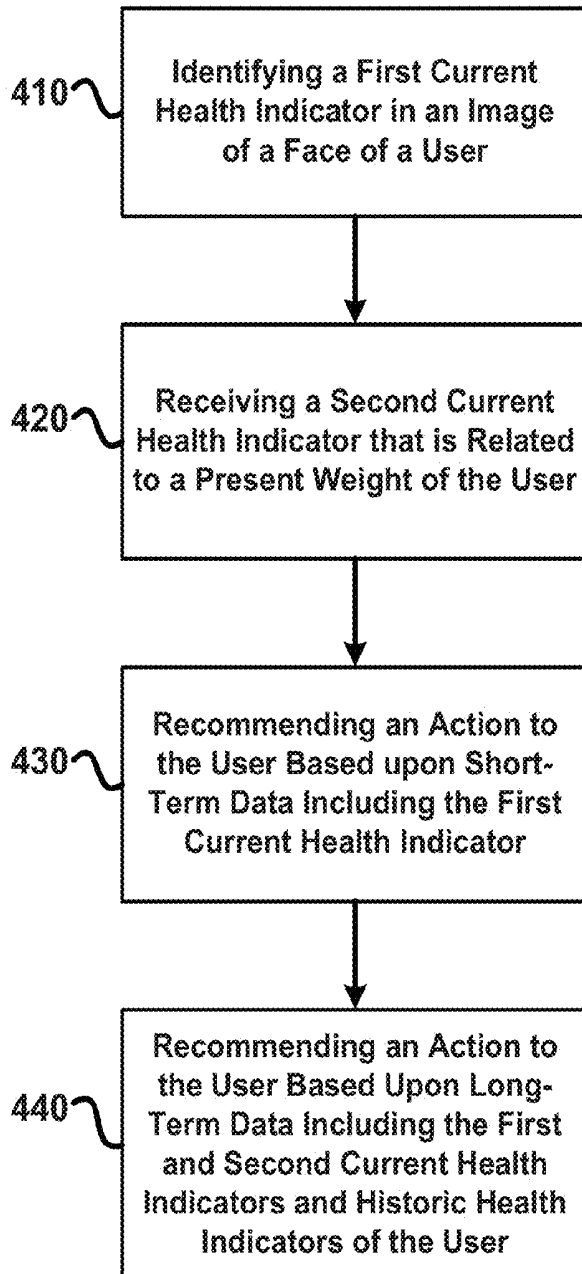 410
Identifying a First Current
Health Indicator in an Image
of a Face of a User
420
Receiving a Second Current
Health Indicator that is Related
to a Present Weight of the User
430
Recommending an Action to
the User Based upon Short-
Term Data Including the First
Current Health Indicator
440
Recommending an Action to
the User Based Upon Long-
Term Data Including the First
and Second Current Health
Indicators and Historic Health
Indicators of the User